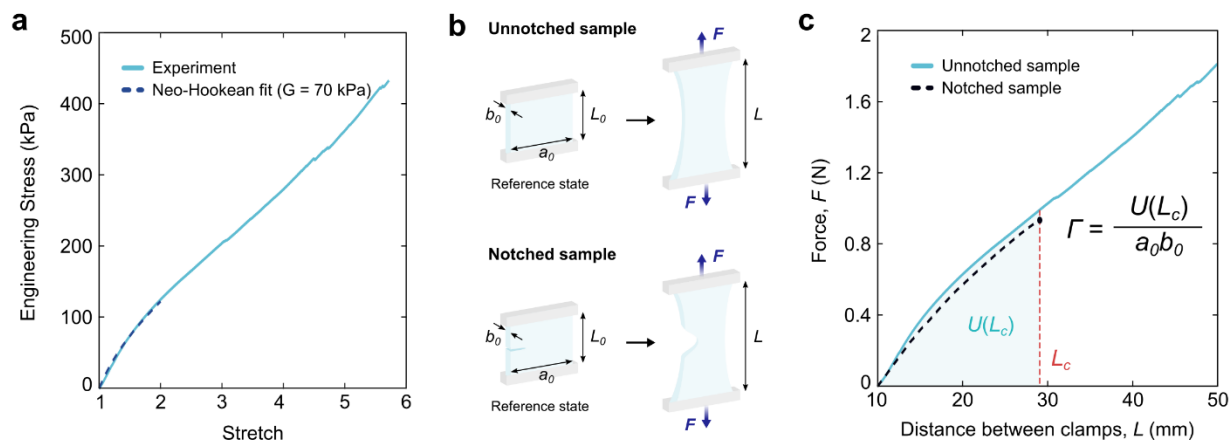 a
500
400
300
200
100
0
1
2
3
4
5
6
Engineering Stress (kPa)
Stretch
Experiment
Neo-Hookean fit (G = 70 kPa)
b
Unnotched sample
F
b₀
L₀
a₀
L
Reference state
F
Notched sample
F
b₀
L₀
a₀
L
Reference state
F
c
2
1.6
1.2
0.8
0.4
0
10
20
30
40
50
Force, F (N)
Distance between clamps, L (mm)
Unnotched sample
Notched sample
Γ = U(L_c) / a₀b₀
U(L_c)
L_c